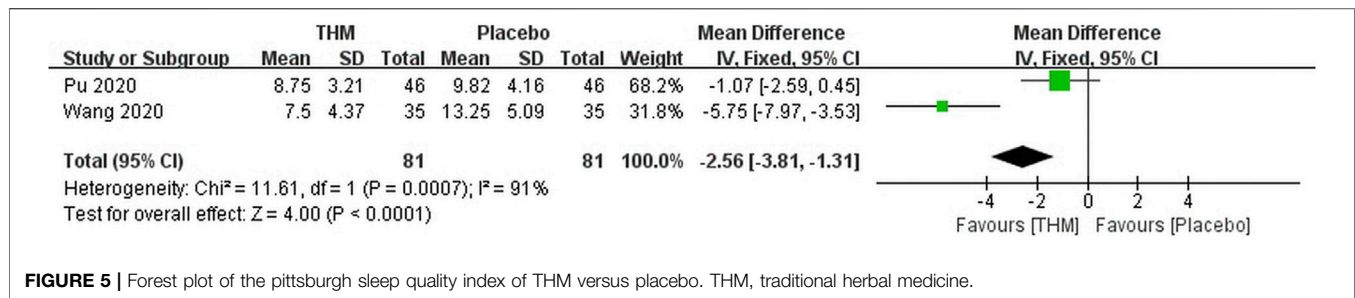 THM Placebo Mean Difference Mean Difference
Study or Subgroup Mean SD Total Mean SD Total Weight IV, Fixed, 95% CI IV, Fixed, 95% CI
Pu 2020 8.75 3.21 46 9.82 4.16 46 68.2% -1.07 [-2.59, 0.45]
Wang 2020 7.5 4.37 35 13.25 5.09 35 31.8% -5.75 [-7.97, -3.53]
Total (95% CI) 81 81 100.0% -2.56 [-3.81, -1.31]
Heterogeneity: Chi² = 11.61, df = 1 (P = 0.0007); I² = 91%
Test for overall effect: Z = 4.00 (P < 0.0001)
-4 -2 0 2 4
Favours [THM] Favours [Placebo]
FIGURE 5 | Forest plot of the pittsburgh sleep quality index of THM versus placebo. THM, traditional herbal medicine.